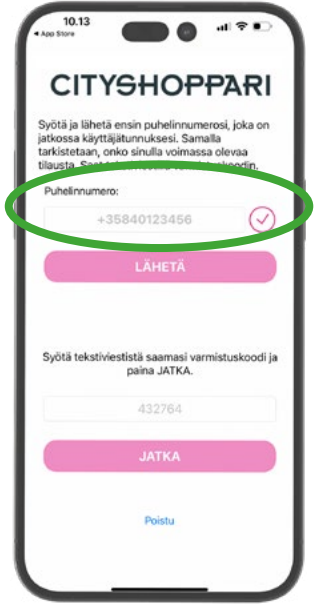 10.13
App Store
CITYSHOPPARI
Syötä ja lähetä ensin puhelinnumerosi, joka on
jatkossa käyttäjätunnuksesi. Samalla
tarkistetaan, onko sinulla voimassa olevaa
tilausta.
Puhelinnumero:
+35840123456
LÄHETÄ
Syötä tekstiviestistä saamasi varmistuskoodi ja
paina JATKA.
432764
JATKA
Poistu